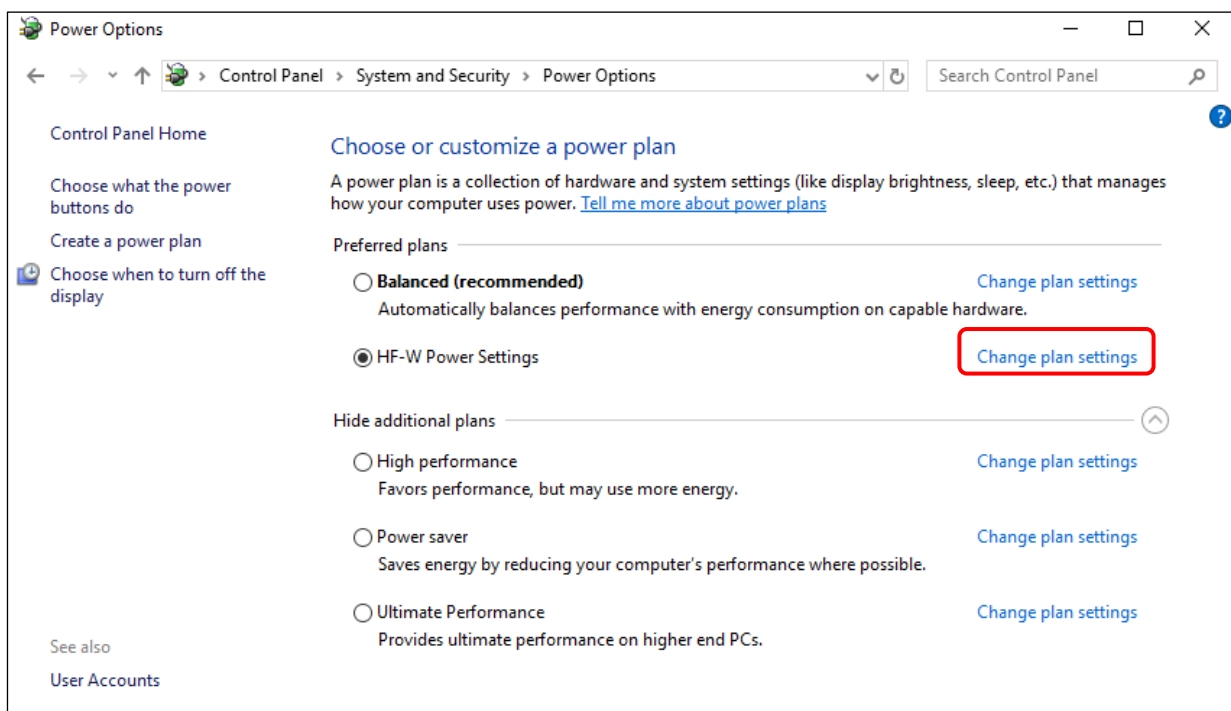 Power Options
Control Panel > System and Security > Power Options
Search Control Panel
Control Panel Home
Choose what the power
buttons do
Create a power plan
Choose when to turn off the
display
See also
User Accounts
Choose or customize a power plan
A power plan is a collection of hardware and system settings (like display brightness, sleep, etc.) that manages
how your computer uses power. Tell me more about power plans
Preferred plans
Balanced (recommended) Change plan settings
Automatically balances performance with energy consumption on capable hardware.
HF-W Power Settings Change plan settings
Hide additional plans
High performance Change plan settings
Favors performance, but may use more energy.
Power saver Change plan settings
Saves energy by reducing your computer's performance where possible.
Ultimate Performance Change plan settings
Provides ultimate performance on higher end PCs.